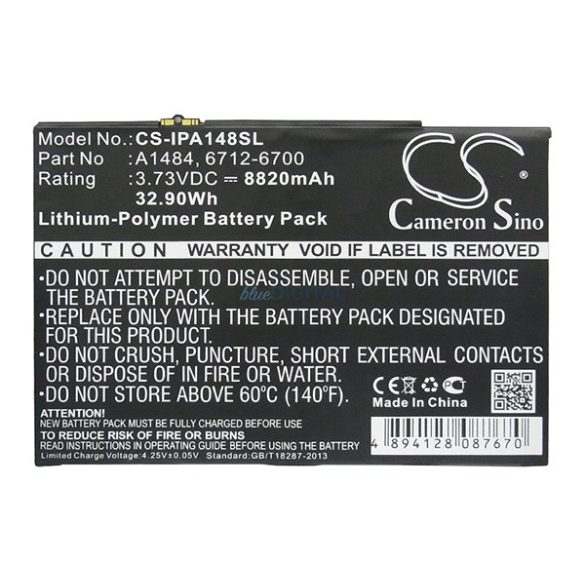 Model No.: CS-IPA148SL
Part No : A1484, 6712-6700
Rating : 3.73VDC 8820mAh
32.90Wh
Lithium-Polymer Battery Pack
Cameron Sino
CAUTION: WARRANTY VOID IF LABEL IS REMOVED
•DO NOT ATTEMPT TO DISASSEMBLE, OPEN OR SERVICE
THE BATTERY PACK.
•REPLACE ONLY WITH THE BATTERY PACK DESIGNATED
FOR THIS PRODUCT.
•DO NOT CRUSH, PUNCTURE, SHORT EXTERNAL CONTACTS
OR DISPOSE OF IN FIRE OR WATER.
•DO NOT STORE ABOVE 60°C (140°F).
blueDIGITAL
ATTENTION:
NEW BATTERY PACK MUST BE FULLY CHARGED BEFORE USE
TO REDUCE RISK OF FIRE OR BURNS
READ INSTRUCTIONS IN OPERATING MANUAL BEFORE USING BATTERY
Limited Charge Voltage:4.25V±0.05V Standard:GB/T18287-2013
CE
Made In China
4 894128 087670